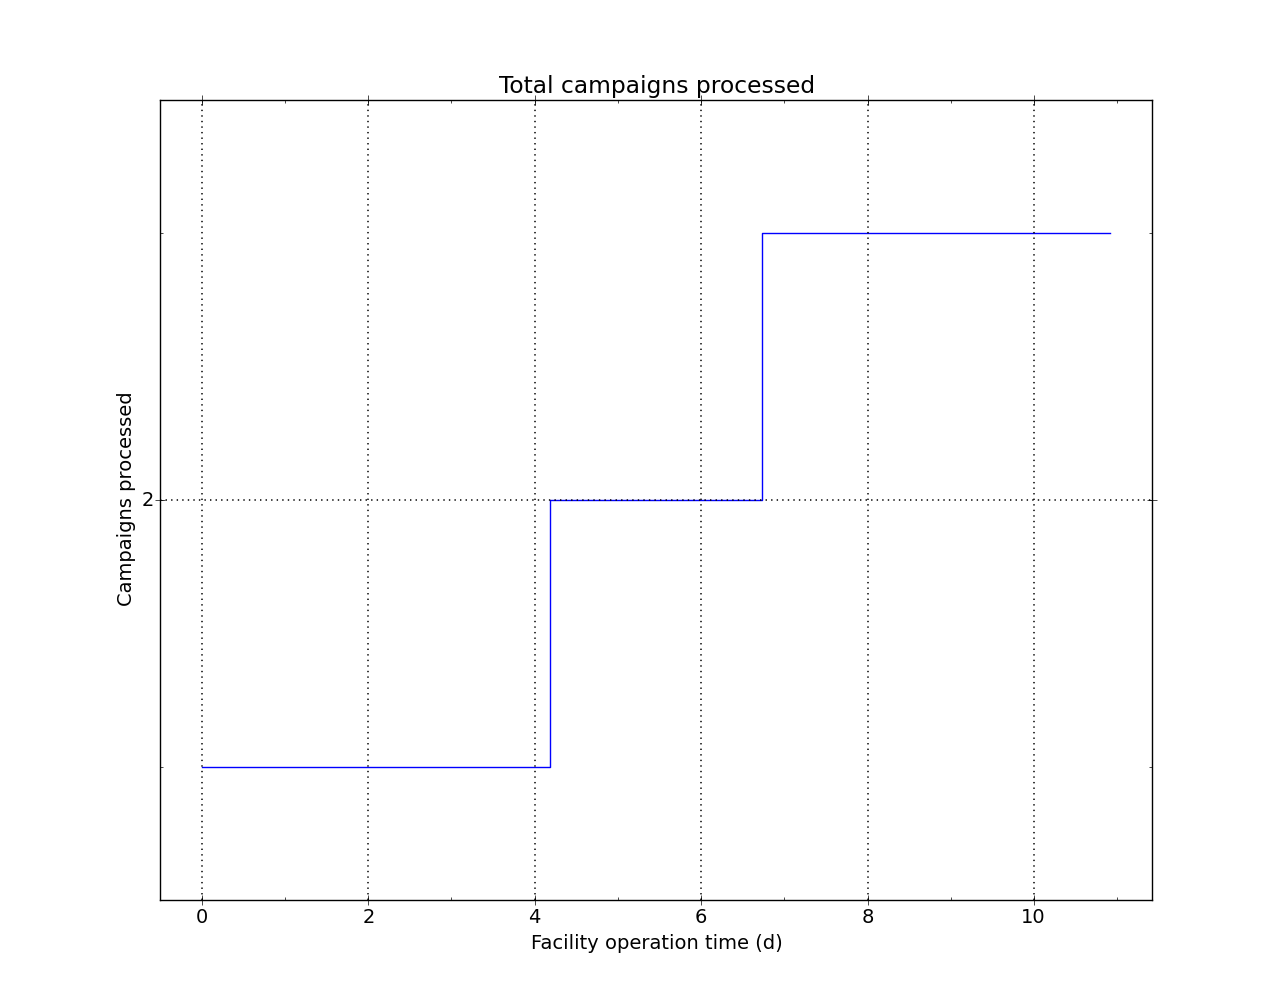 Total campaigns processed
Campaigns processed
2
0 2 4 6 8 10
Facility operation time (d)